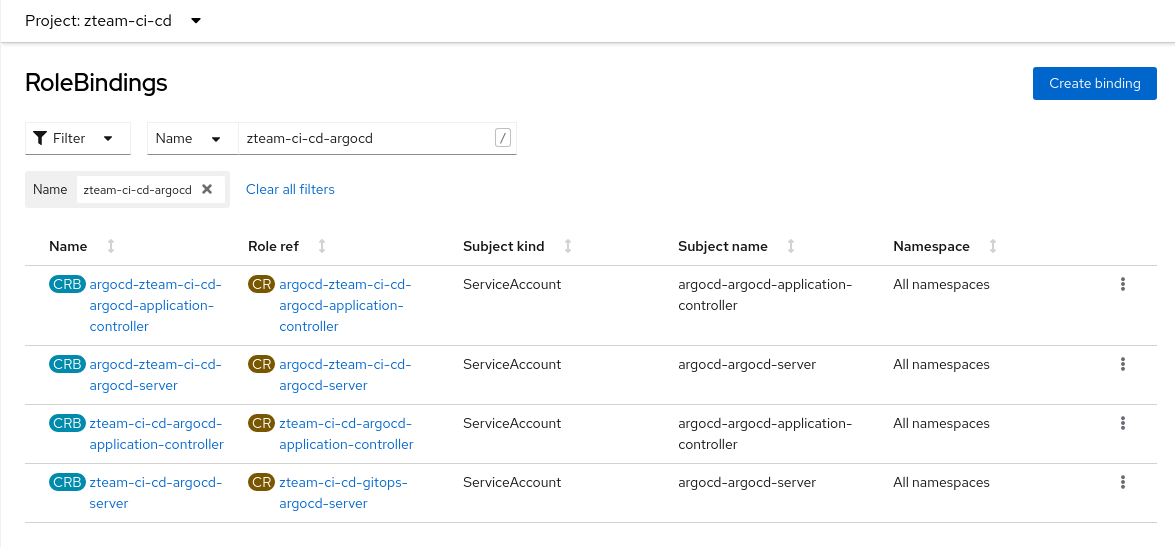 Project: zteam-ci-cd
RoleBindings
Create binding
Filter
Name
zteam-ci-cd-argocd
/
Name zteam-ci-cd-argocd
Clear all filters
Name Role ref Subject kind Subject name Namespace
CRB argocd-zteam-ci-cd-
argocd-application-
controller
CR argocd-zteam-ci-cd-
argocd-application-
controller
ServiceAccount
argocd-argocd-application-
controller
All namespaces
CRB argocd-zteam-ci-cd-
argocd-server
CR argocd-zteam-ci-cd-
argocd-server
ServiceAccount
argocd-argocd-server
All namespaces
CRB zteam-ci-cd-argocd-
application-controller
CR zteam-ci-cd-argocd-
application-controller
ServiceAccount
argocd-argocd-application-
controller
All namespaces
CRB zteam-ci-cd-argocd-
server
CR zteam-ci-cd-gitops-
argocd-server
ServiceAccount
argocd-argocd-server
All namespaces